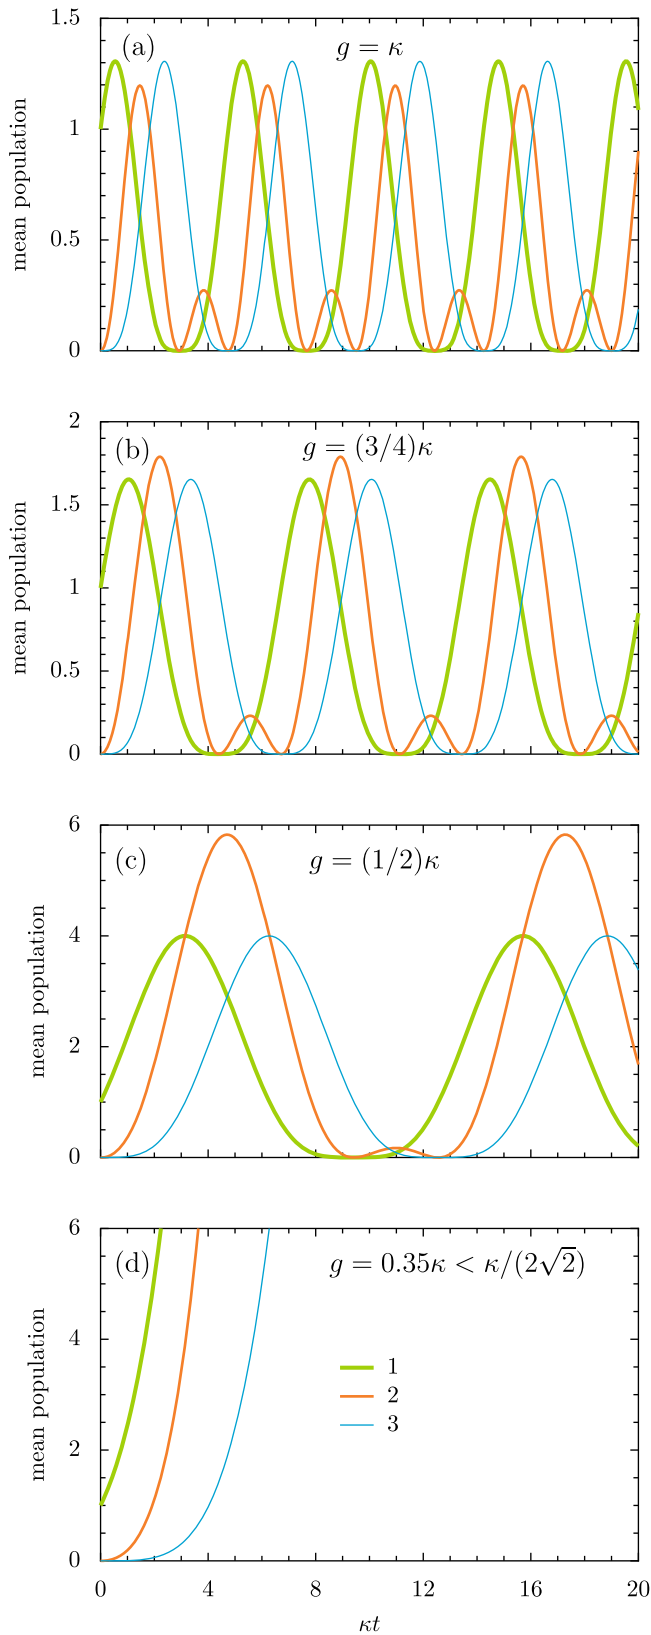 (a) g = κ
1.5
1
0.5
0
mean population
(b) g = (3/4)κ
2
1.5
1
0.5
0
mean population
(c) g = (1/2)κ
6
4
2
0
mean population
(d) g = 0.35κ < κ/(2√2)
6
4
2
0
mean population
1
2
3
0 4 8 12 16 20
κt